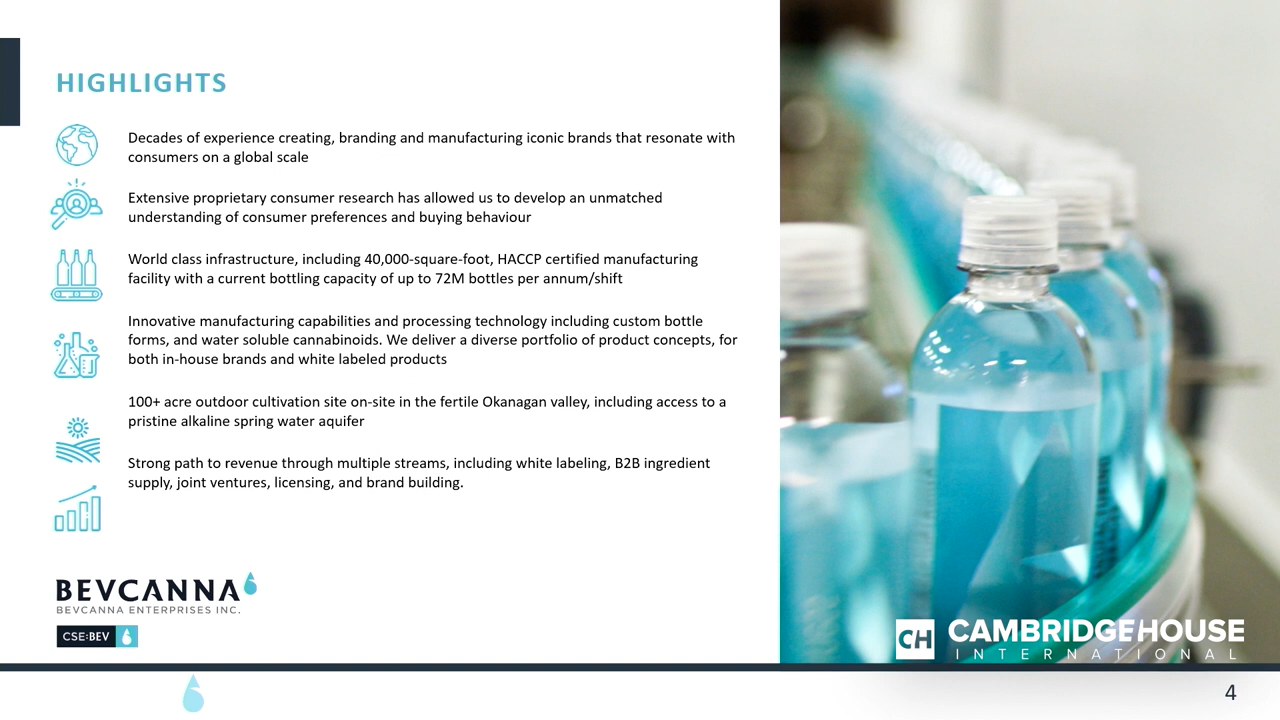 HIGHLIGHTS
Decades of experience creating, branding and manufacturing iconic brands that resonate with
consumers on a global scale
Extensive proprietary consumer research has allowed us to develop an unmatched
understanding of consumer preferences and buying behaviour
World class infrastructure, including 40,000-square-foot, HACCP certified manufacturing
facility with a current bottling capacity of up to 72M bottles per annum/shift
Innovative manufacturing capabilities and processing technology including custom bottle
forms, and water soluble cannabinoids. We deliver a diverse portfolio of product concepts, for
both in-house brands and white labeled products
100+ acre outdoor cultivation site on-site in the fertile Okanagan valley, including access to a
pristine alkaline spring water aquifer
Strong path to revenue through multiple streams, including white labeling, B2B ingredient
supply, joint ventures, licensing, and brand building.
BEVCANNA
BEVCANNA ENTERPRISES INC.
CSE:BEV
CH CAMBRIDGEHOUSE
INTERNATIONAL
4